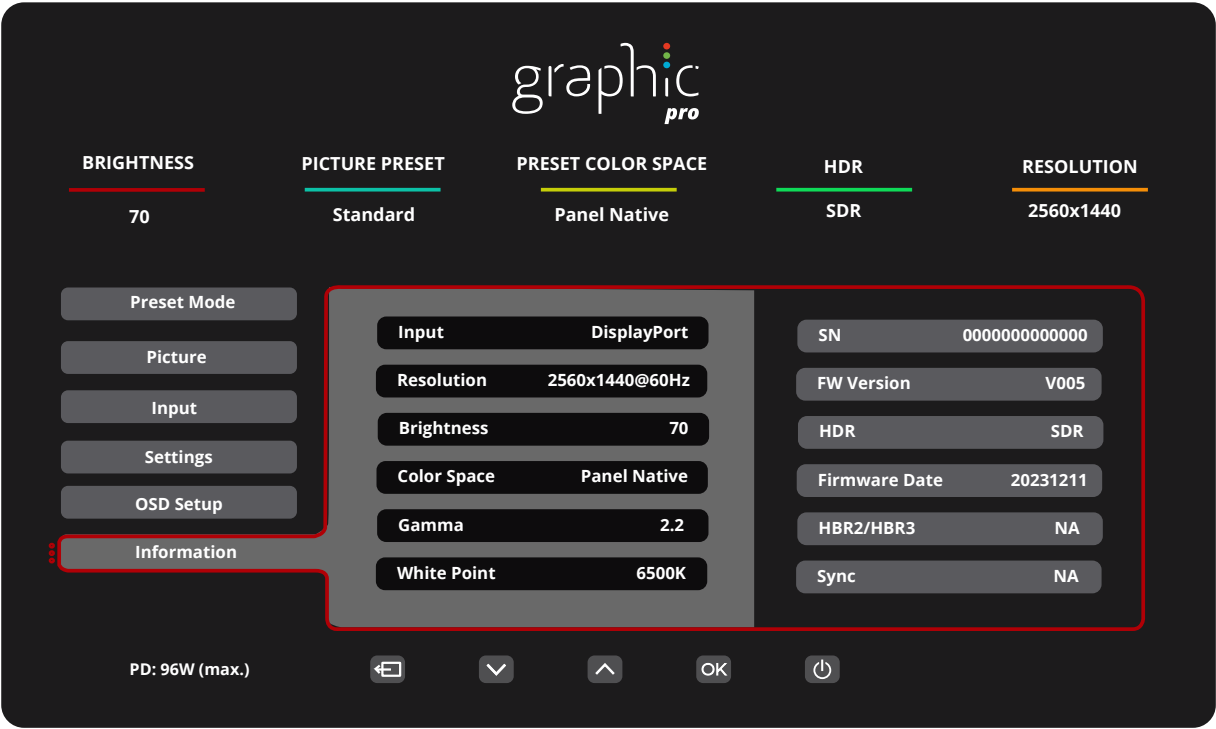 graphic
pro
BRIGHTNESS PICTURE PRESET PRESET COLOR SPACE HDR RESOLUTION
70 Standard Panel Native SDR 2560x1440
Preset Mode
Picture
Input
Settings
OSD Setup
Information
Input DisplayPort
Resolution 2560x1440@60Hz
Brightness 70
Color Space Panel Native
Gamma 2.2
White Point 6500K
SN 0000000000000
FW Version V005
HDR SDR
Firmware Date 20231211
HBR2/HBR3 NA
Sync NA
PD: 96W (max.) OK